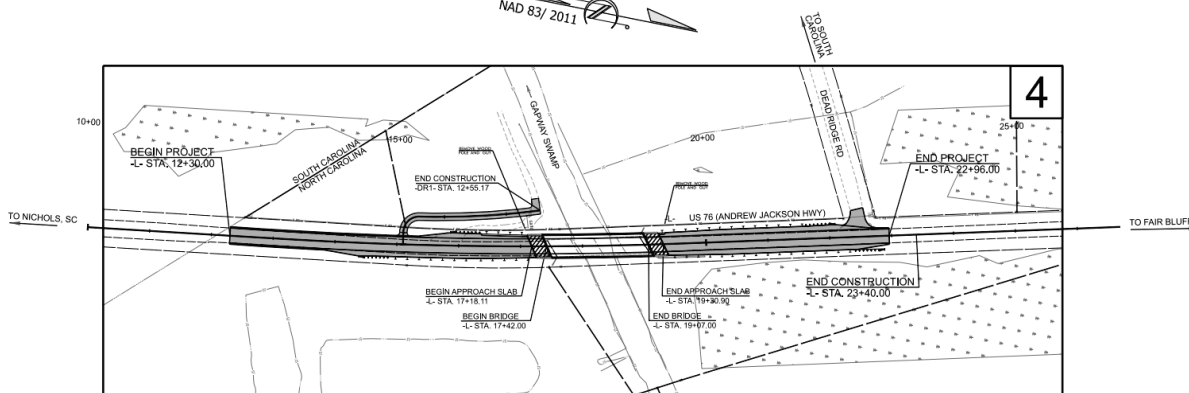 NAD 83/ 2011
TO SOUTH
CAROLINA
4
10+00
15+00
20+00
25+00
GAPWAY SWAMP
DEAD RIDGE RD
BEGIN PROJECT
-L- STA. 12+30.00
SOUTH CAROLINA
NORTH CAROLINA
END CONSTRUCTION
-DR1- STA. 12+55.17
END PROJECT
-L- STA. 22+96.00
TO NICHOLS, SC
-L-
US 76 (ANDREW JACKSON HWY)
TO FAIR BLUFF
BEGIN APPROACH SLAB
-L- STA. 17+18.11
END APPROACH SLAB
-L- STA. 19+30.90
END CONSTRUCTION
-L- STA. 23+40.00
BEGIN BRIDGE
-L- STA. 17+42.00
END BRIDGE
-L- STA. 19+07.00